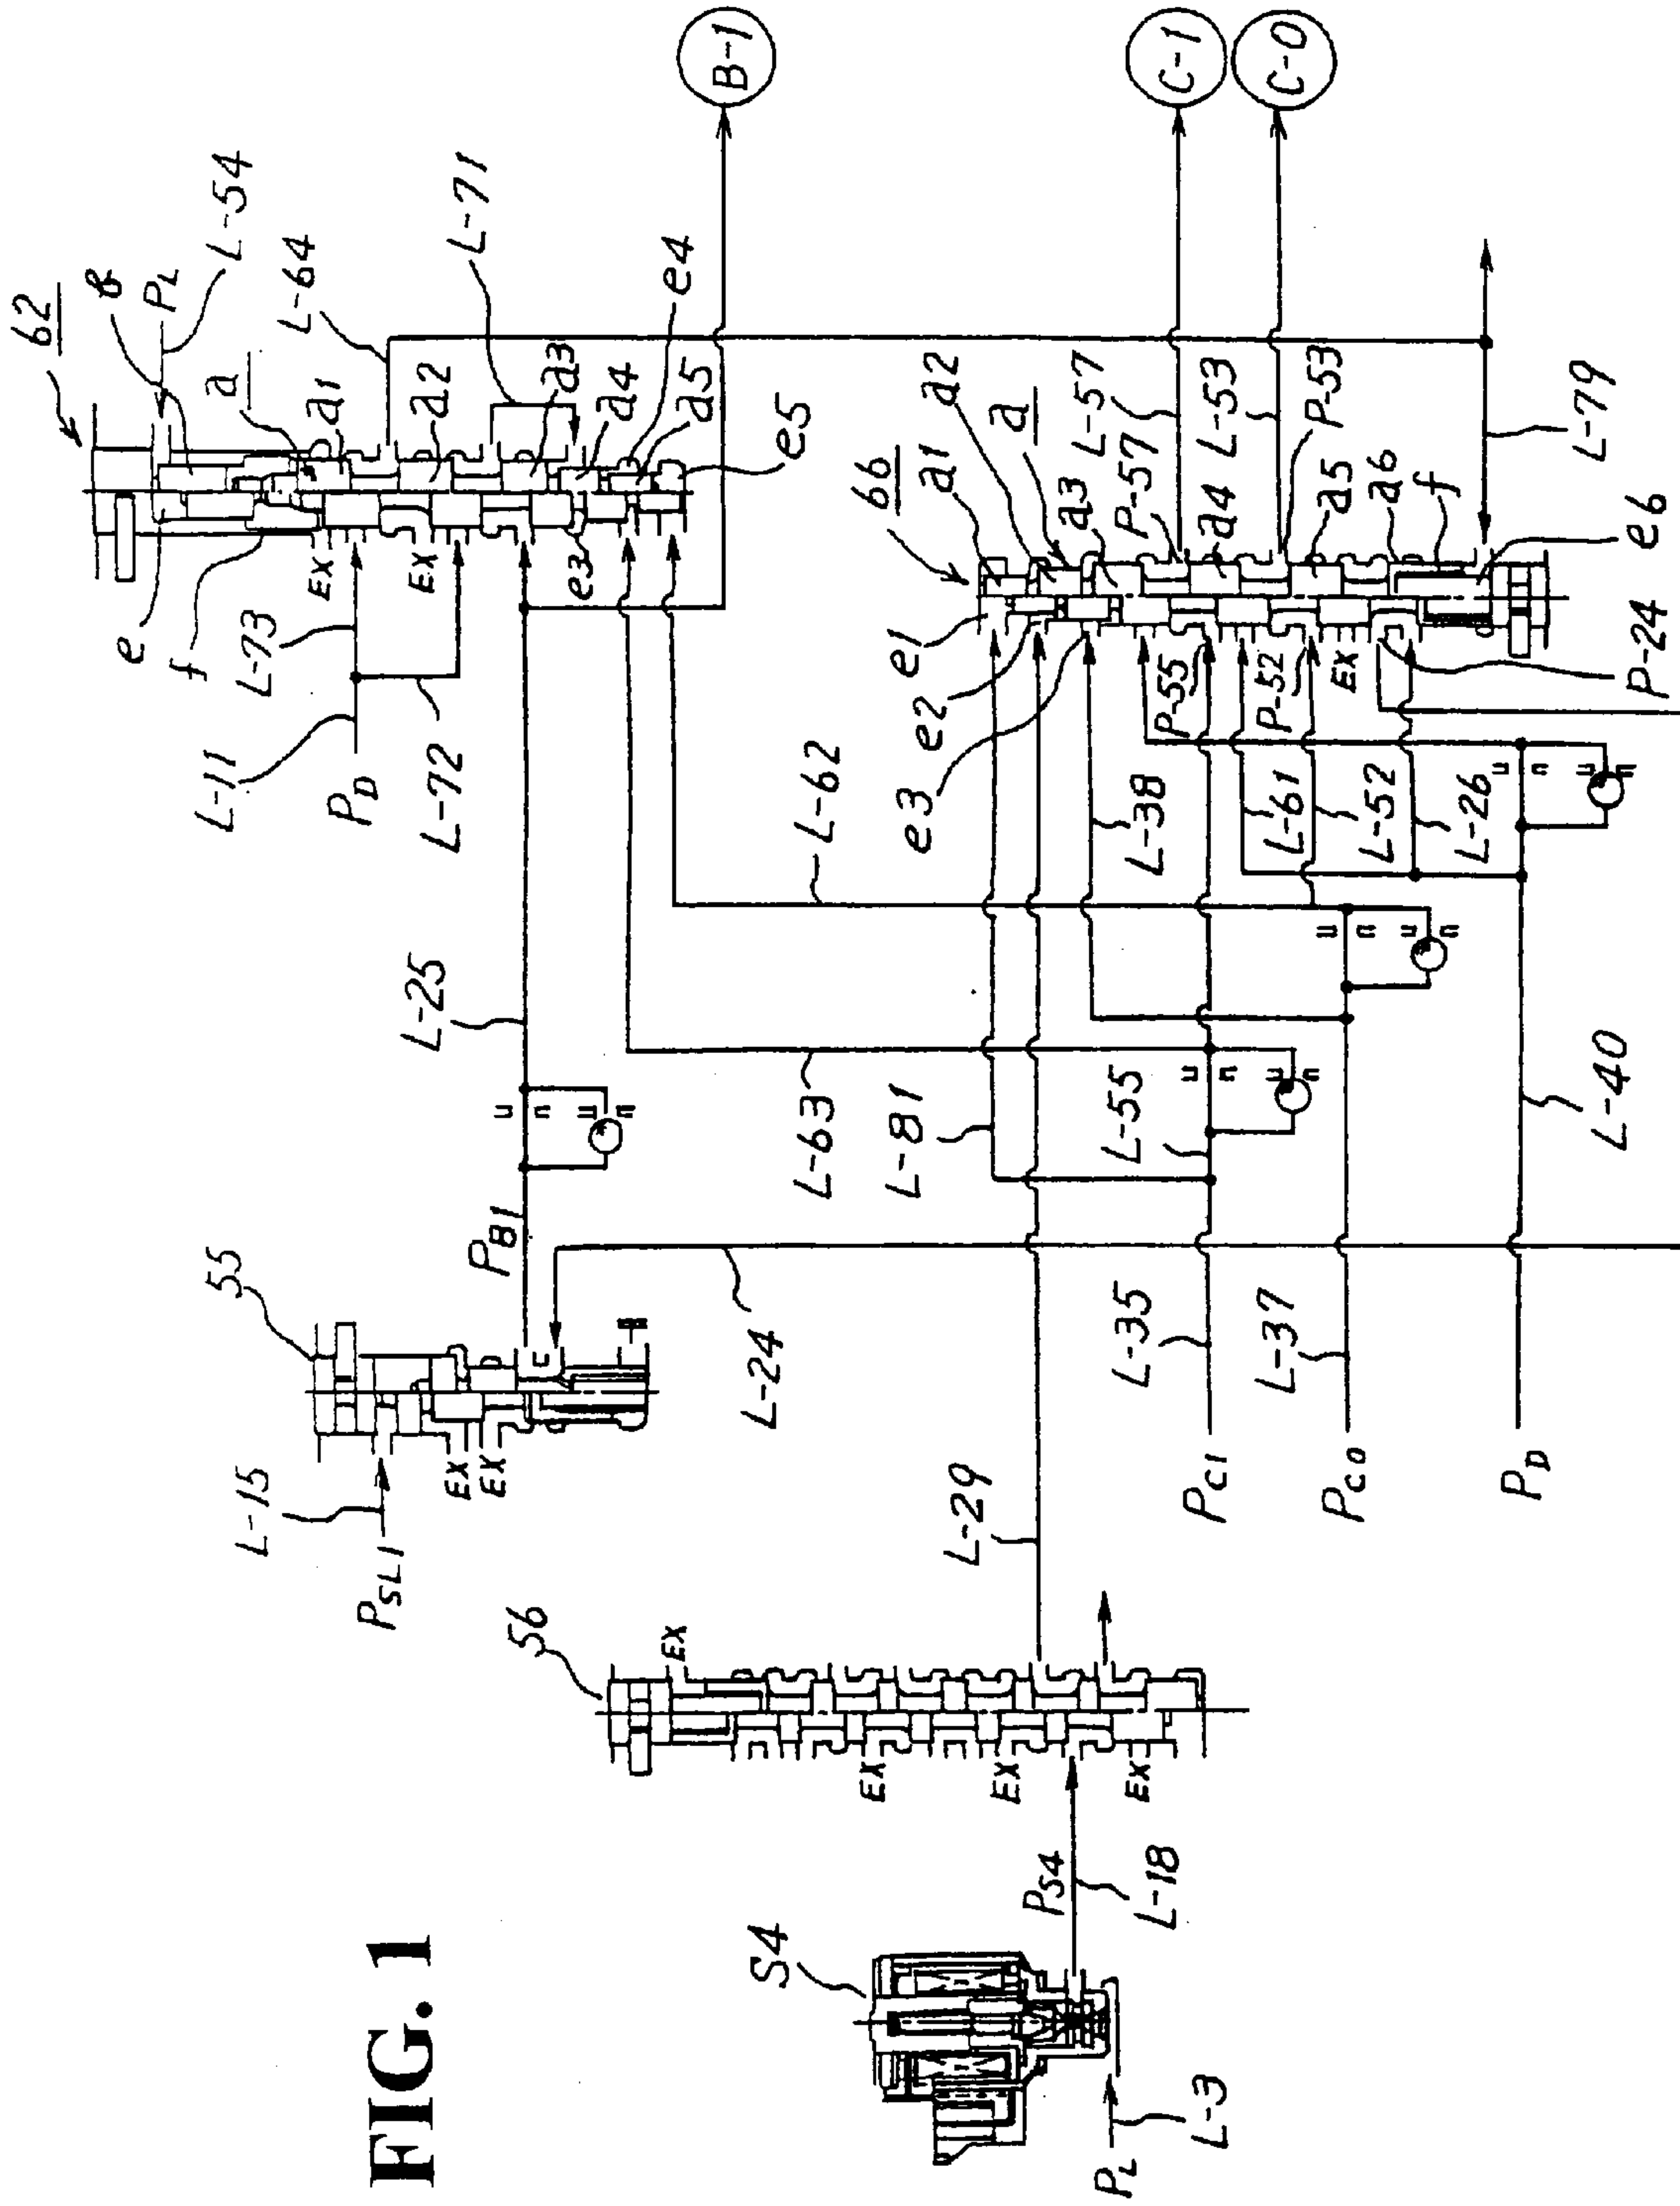 FIG. 1
62
b
PL
L-54
a
a1
L-64
a2
L-71
a3
a4
e4
a5
e5
e3
e
f
L-73
EX
EX
L-11
PD
L-72
B-1
L-25
L-62
PB1
55
L-15
PSL1
EX
EX
L-24
L-63
L-81
L-55
66
a1
a2
a
a3
e1
e2
e3
P-57
L-57
C-1
C-0
a4
L-53
P-53
a5
a6
f
L-79
e6
P-24
P-55
P-52
EX
L-38
L-61
L-52
L-26
L-40
L-35
L-37
PC1
PC0
PD
L-29
56
EX
EX
EX
EX
PS4
L-18
S4
PL
L-3